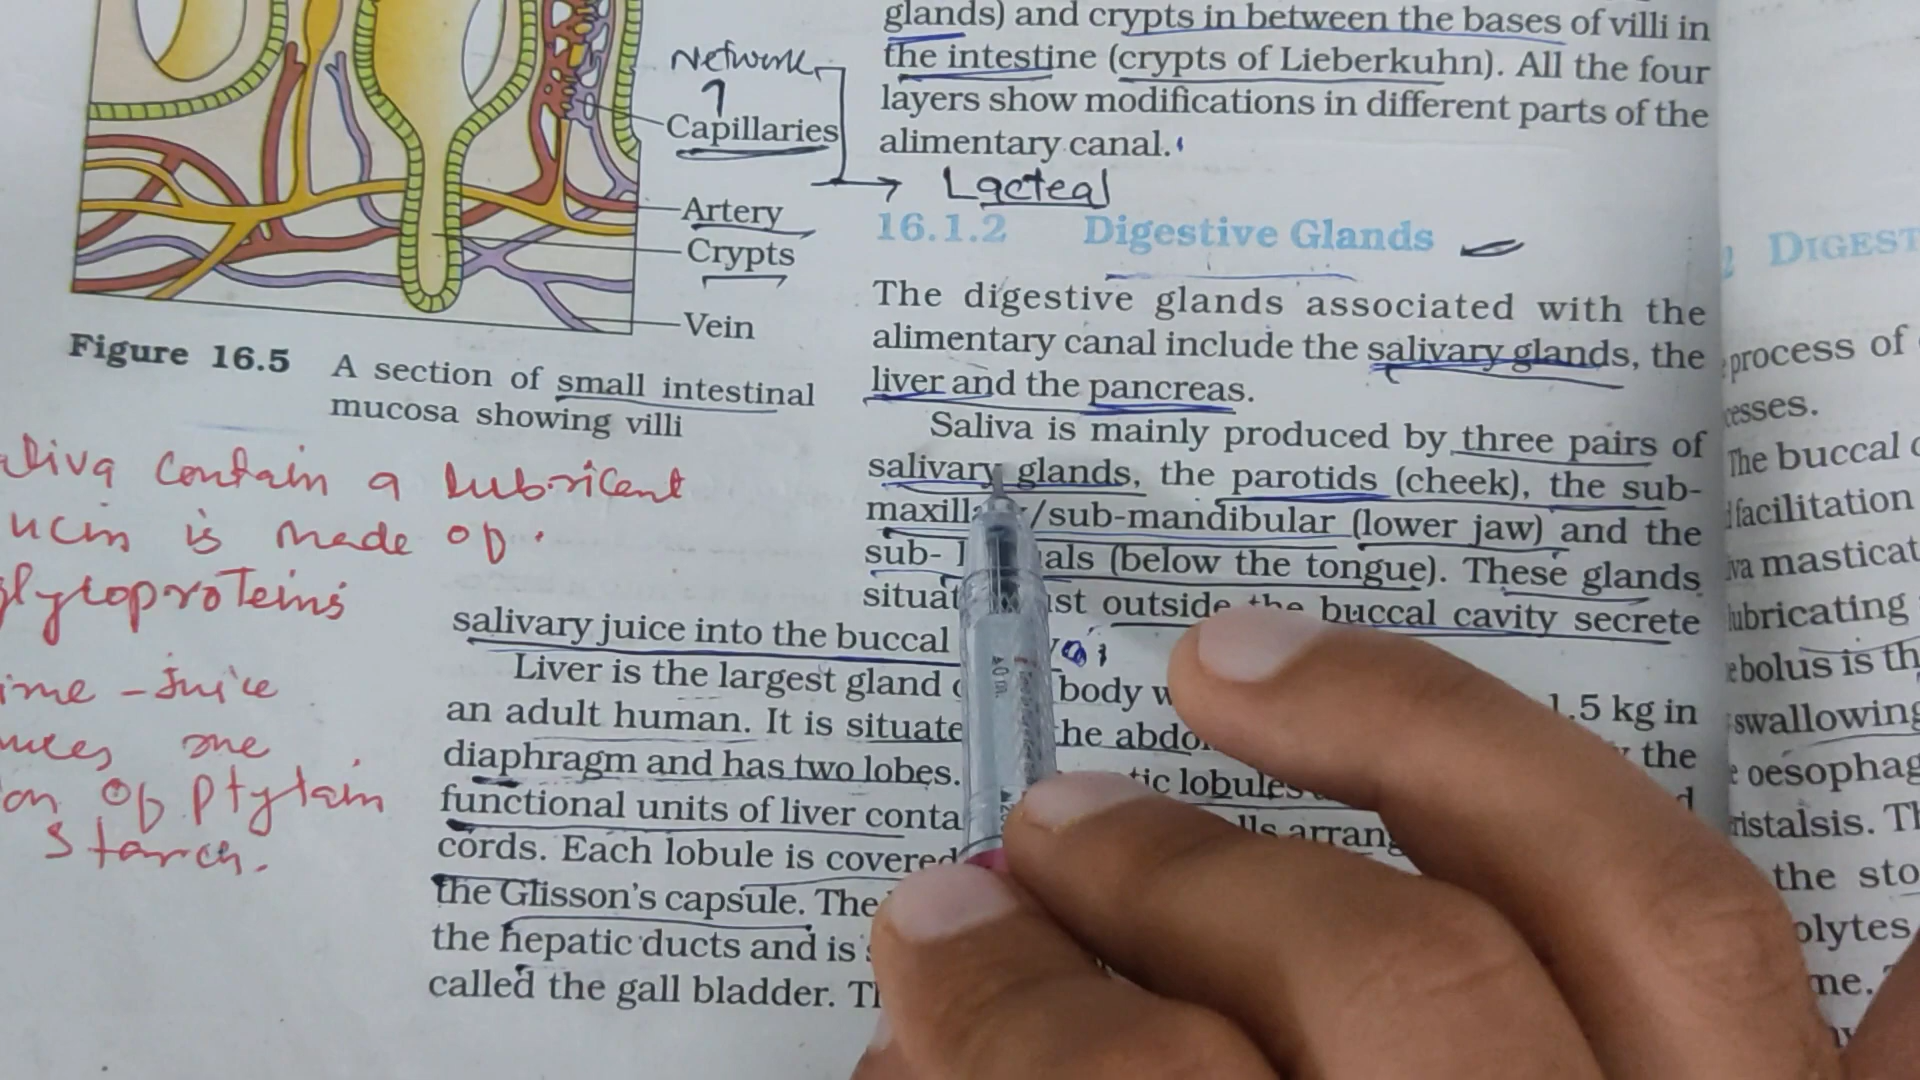 glands) and crypts in between the bases of villi in
the intestine (crypts of Lieberkuhn). All the four
layers show modifications in different parts of the
alimentary canal.
Network
Capillaries
Lacteal
Artery
Crypts
Vein
Figure 16.5 A section of small intestinal
mucosa showing villi
16.1.2 Digestive Glands
The digestive glands associated with the
alimentary canal include the salivary glands, the
liver and the pancreas.
Saliva is mainly produced by three pairs of
salivary glands, the parotids (cheek), the sub-
maxill /sub-mandibular (lower jaw) and the
sub- als (below the tongue). These glands
situat st outside the buccal cavity secrete
salivary juice into the buccal
Liver is the largest gland body
1.5 kg in
an adult human. It is situate the abdo
the
diaphragm and has two lobes. tic lobules
functional units of liver conta lls arrang
cords. Each lobule is covered
the Glisson's capsule. The
the hepatic ducts and is
called the gall bladder.
contain a lubricent
is made of
glycoproteins
Juice
of Ptylain
starch.
DIGEST
process of
cesses.
The buccal
facilitation
masticat
lubricating
bolus is th
swallowing
oesophag
ristalsis. T
the sto
olytes
me.